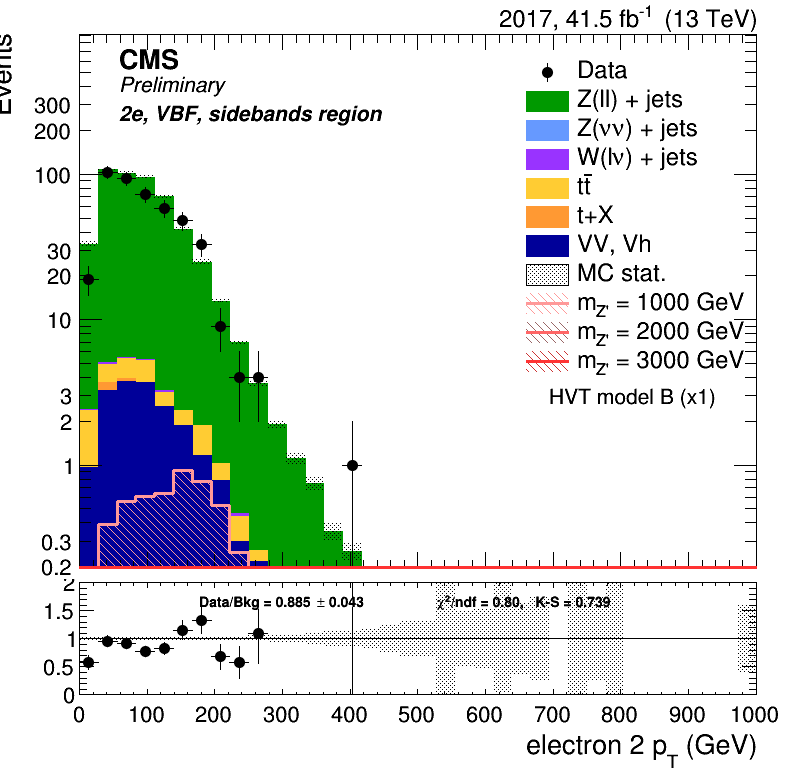 2017, 41.5 fb⁻¹ (13 TeV)
Events
CMS
Preliminary
2e, VBF, sidebands region
Data
Z(ll) + jets
Z(νν) + jets
W(lν) + jets
tt̄
t+X
VV, Vh
MC stat.
m_Z' = 1000 GeV
m_Z' = 2000 GeV
m_Z' = 3000 GeV
HVT model B (x1)
300
200
100
30
20
10
3
2
1
0.3
0.2
Data/Bkg = 0.885 ± 0.043
χ²/ndf = 0.80, K-S = 0.739
2
1.5
1
0.5
0
0 100 200 300 400 500 600 700 800 900 1000
electron 2 p_T (GeV)